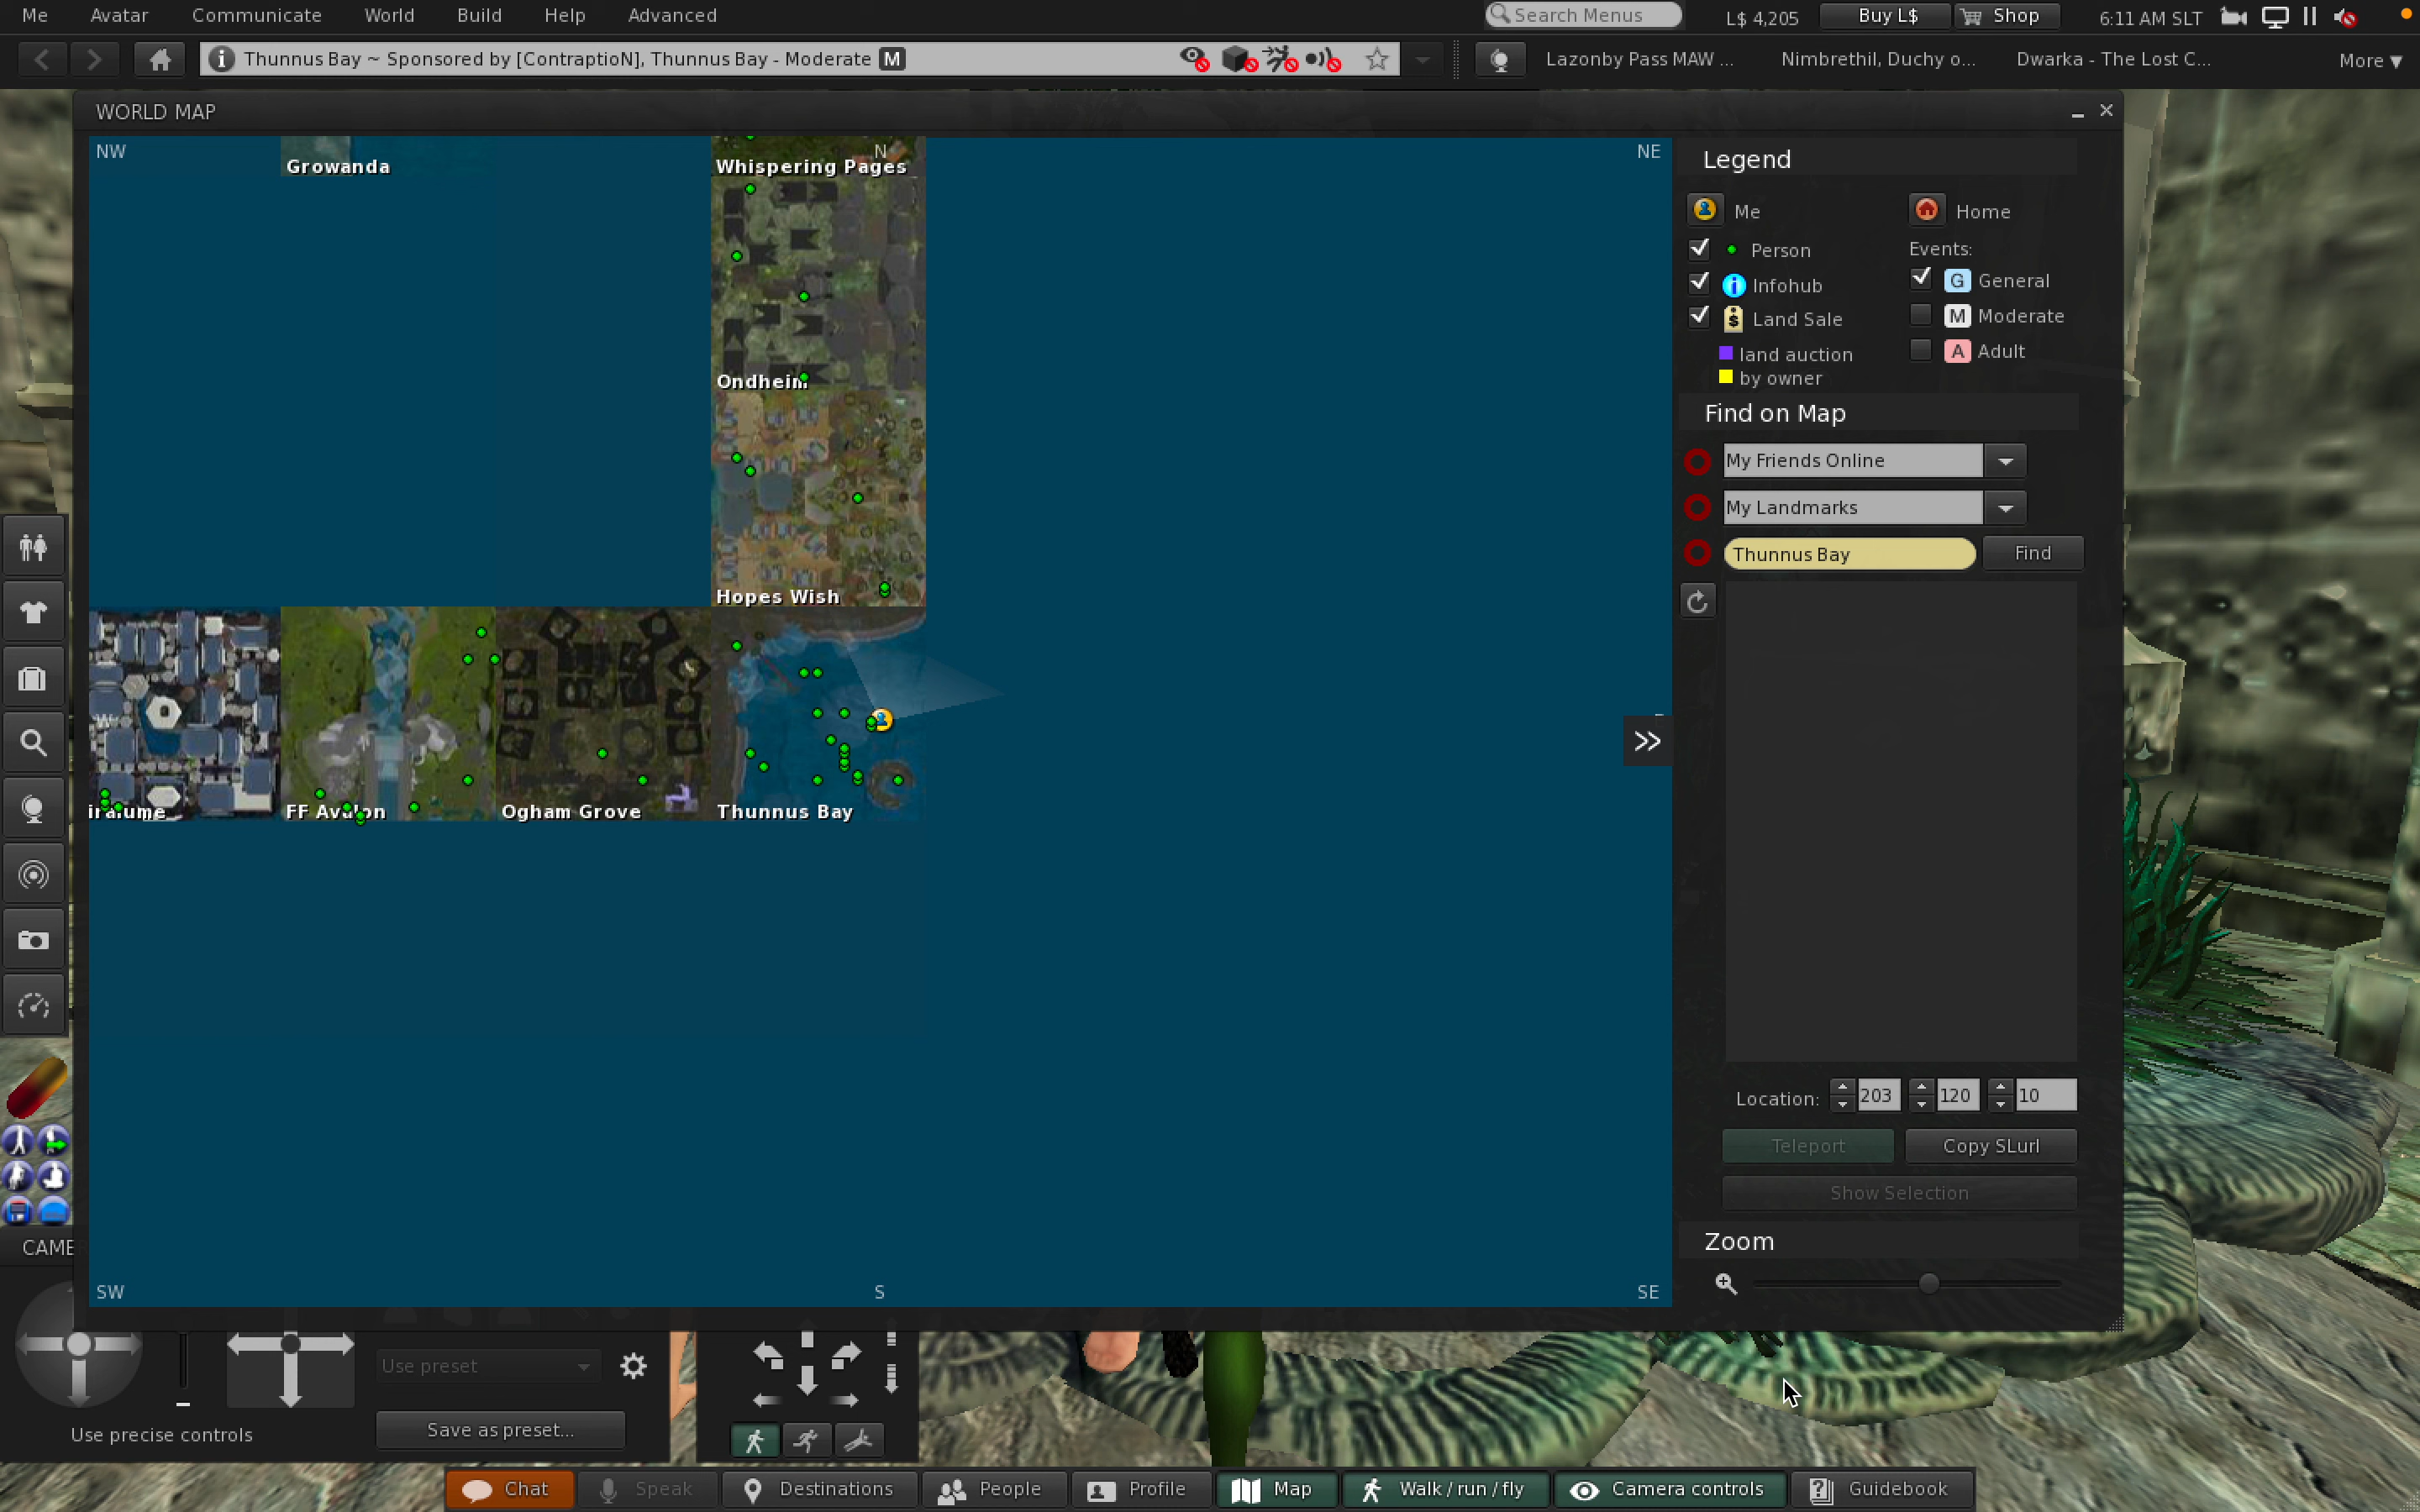 Me Avatar Communicate World Build Help Advanced
Search Menus
L$ 4,205
Buy L$
Shop
6:11 AM SLT
Thunnus Bay ~ Sponsored by [ContraptioN], Thunnus Bay - Moderate M
Lazonby Pass MAW ...
Nimbrethil, Duchy o...
Dwarka - The Lost C...
More ▼
WORLD MAP
NW
N
NE
Growanda
Whispering Pages
Ondheim
Hopes Wish
FF Avalon
Ogham Grove
Thunnus Bay
SW
S
SE
Legend
Me
Home
Person
Events:
Infohub
G General
Land Sale
M Moderate
land auction
A Adult
by owner
Find on Map
My Friends Online
My Landmarks
Thunnus Bay
Find
Location: 203 120 10
Teleport
Copy SLurl
Show Selection
Zoom
CAME
Use preset
Use precise controls
Save as preset...
Chat
Speak
Destinations
People
Profile
Map
Walk / run / fly
Camera controls
Guidebook